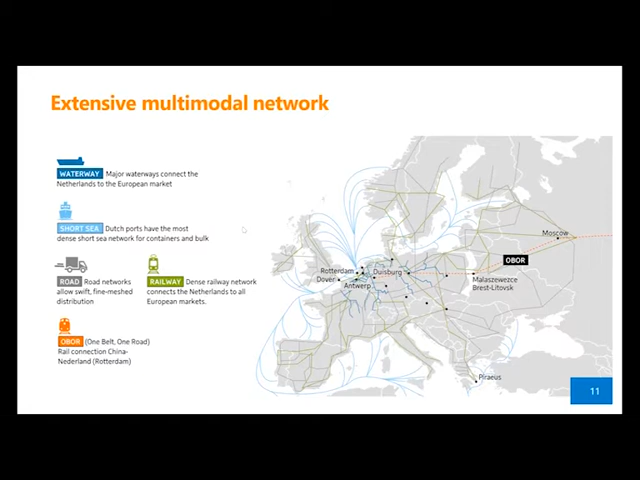 Extensive multimodal network
WATERWAY Major waterways connect the
Netherlands to the European market
SHORT SEA Dutch ports have the most
dense short sea network for containers and bulk
ROAD Road networks
allow swift, fine-meshed
distribution
RAILWAY Dense railway network
connects the Netherlands to all
European markets.
OBOR (One Belt, One Road)
Rail connection China-
Nederland (Rotterdam)
Moscow
OBOR
Rotterdam
Duisburg
Dover
Antwerp
Malaszewezce
Brest-Litovsk
Piraeus
11